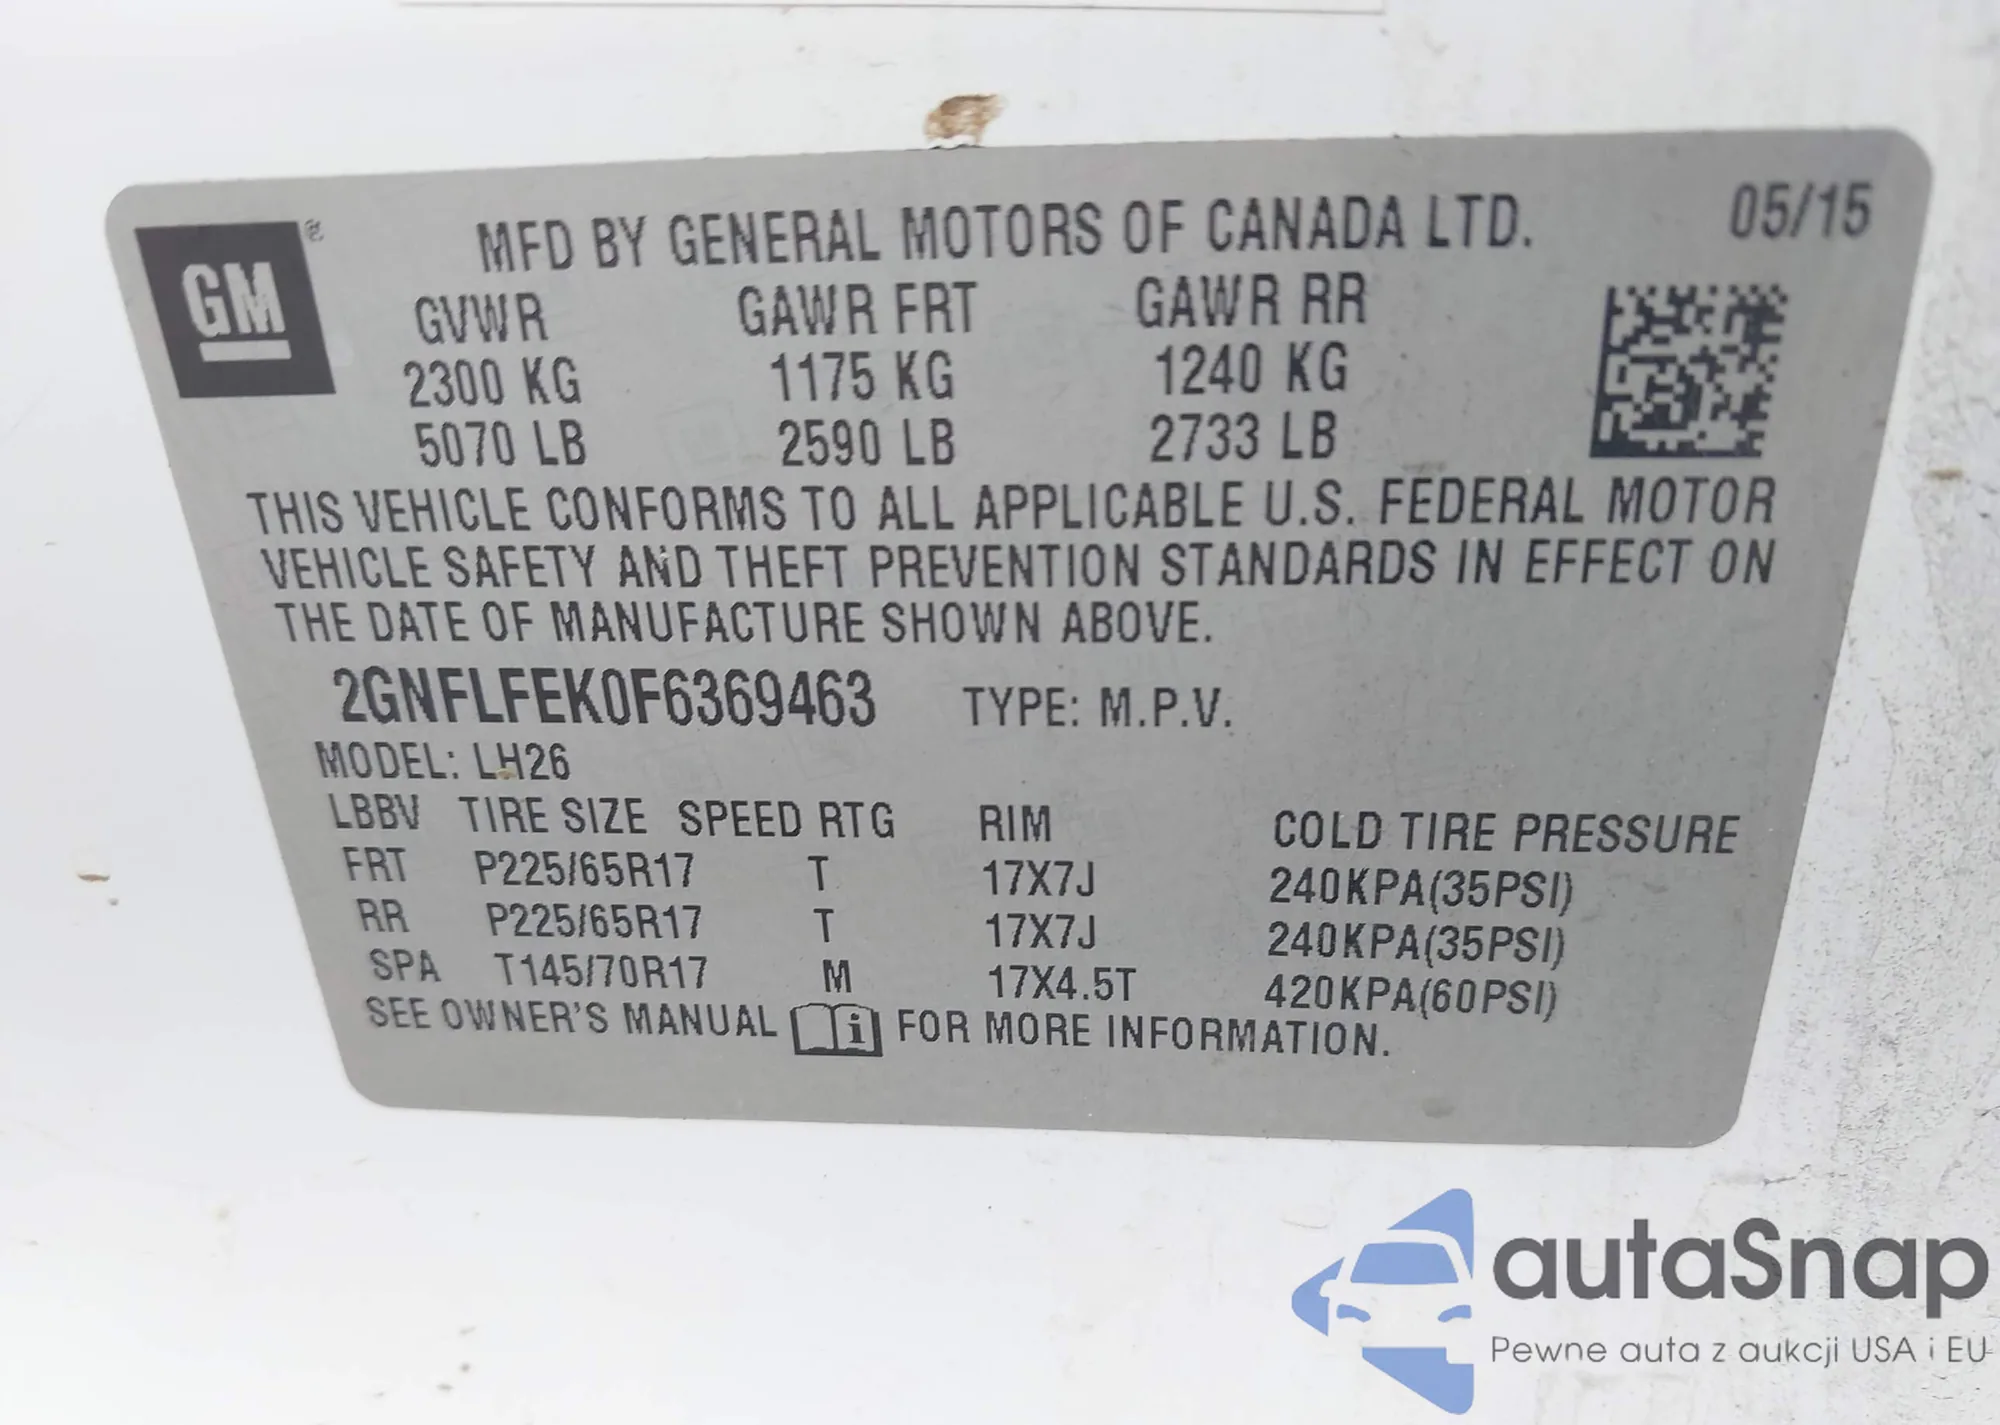 MFD BY GENERAL MOTORS OF CANADA LTD. 05/15
GM®
GVWR GAWR FRT GAWR RR
2300 KG 1175 KG 1240 KG
5070 LB 2590 LB 2733 LB
THIS VEHICLE CONFORMS TO ALL APPLICABLE U.S. FEDERAL MOTOR
VEHICLE SAFETY AND THEFT PREVENTION STANDARDS IN EFFECT ON
THE DATE OF MANUFACTURE SHOWN ABOVE.
2GNFLFEK0F6369463 TYPE: M.P.V.
MODEL: LH26
LBBV TIRE SIZE SPEED RTG RIM COLD TIRE PRESSURE
FRT P225/65R17 T 17X7J 240KPA(35PSI)
RR P225/65R17 T 17X7J 240KPA(35PSI)
SPA T145/70R17 M 17X4.5T 420KPA(60PSI)
SEE OWNER'S MANUAL i FOR MORE INFORMATION.
autaSnap
Pewne auta z aukcji USA i EU